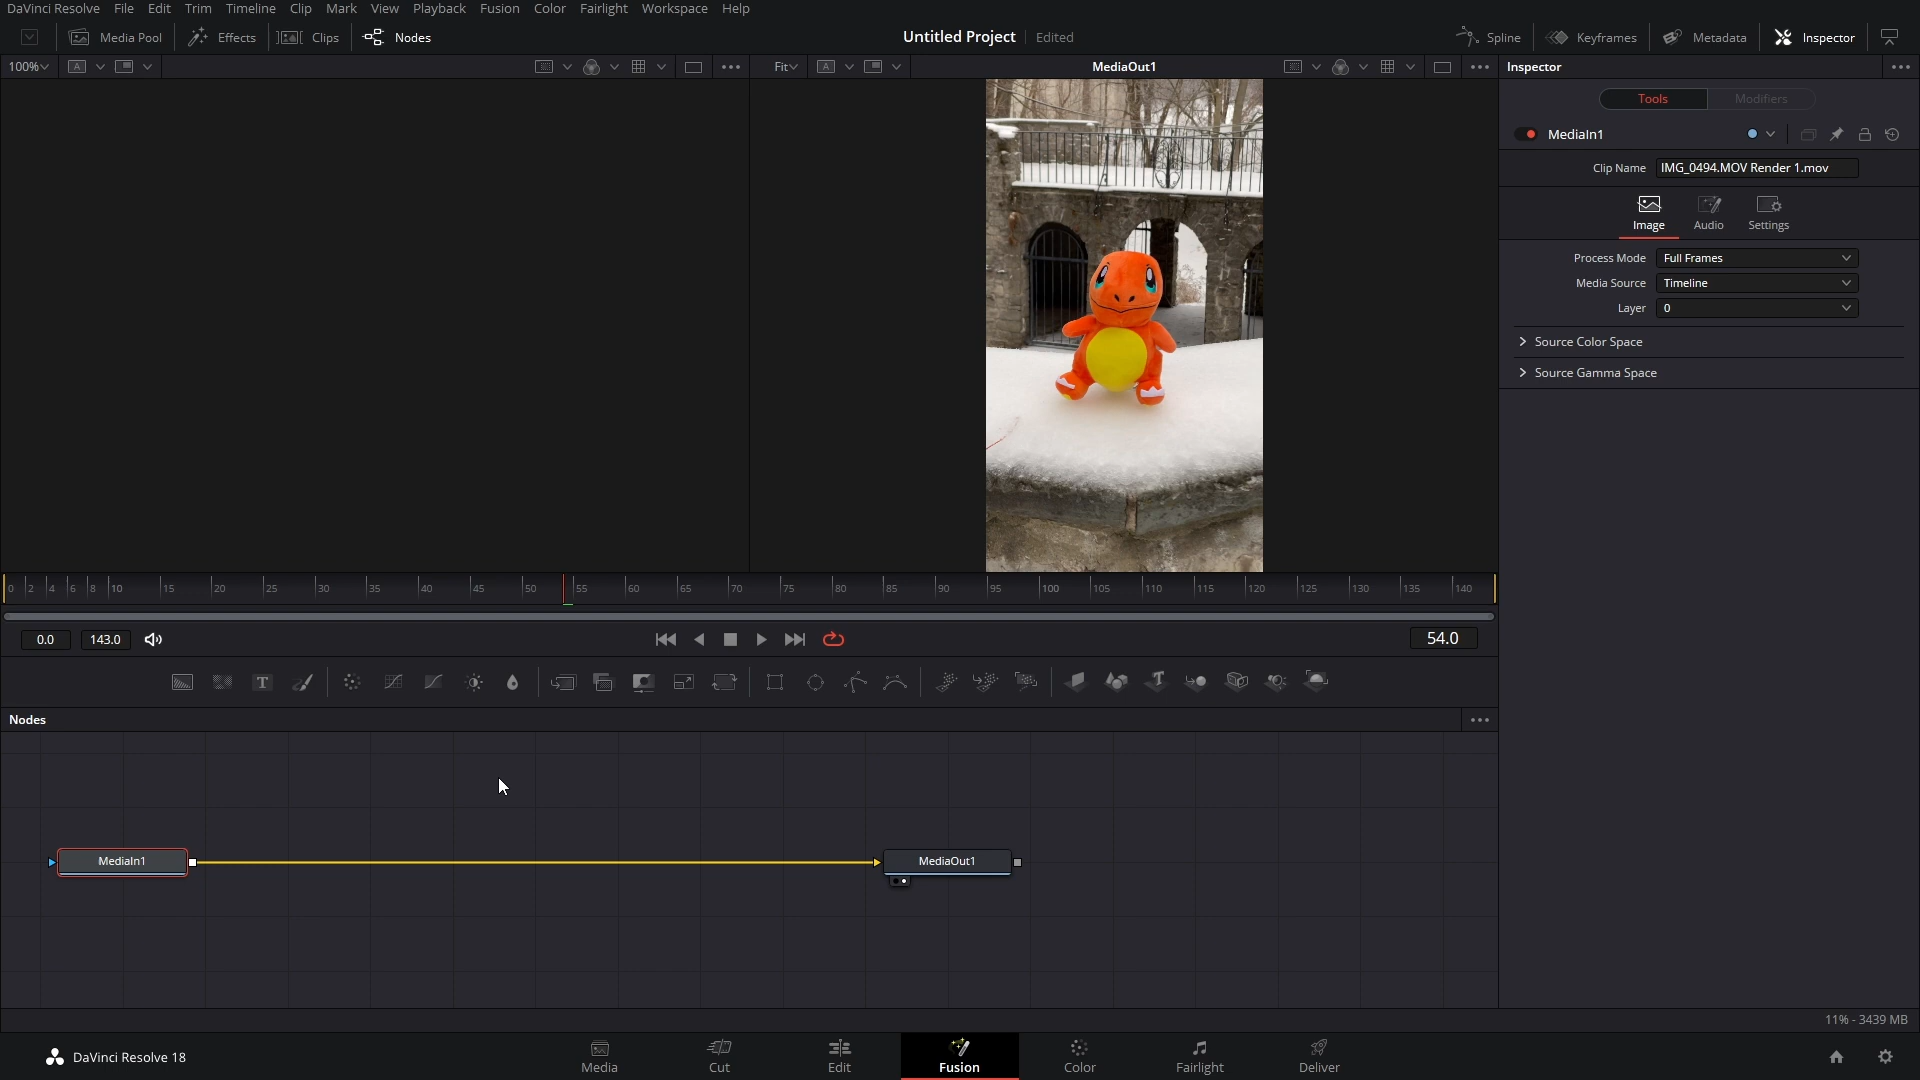 DaVinci Resolve File Edit Trim Timeline Clip Mark View Playback Fusion Color Fairlight Workspace Help
Media Pool Effects Clips Nodes Untitled Project Edited Spline Keyframes Metadata Inspector
100% A Fit A MediaOut1 Inspector
Tools Modifiers
MediaIn1
Clip Name IMG_0494.MOV Render 1.mov
Image Audio Settings
Process Mode Full Frames
Media Source Timeline
Layer 0
Source Color Space
Source Gamma Space
0 2 4 6 8 10 15 20 25 30 35 40 45 50 55 60 65 70 75 80 85 90 95 100 105 110 115 120 125 130 135 140
0.0 143.0 54.0
T T
Nodes
MediaIn1 MediaOut1
11% - 3439 MB
DaVinci Resolve 18 Media Cut Edit Fusion Color Fairlight Deliver